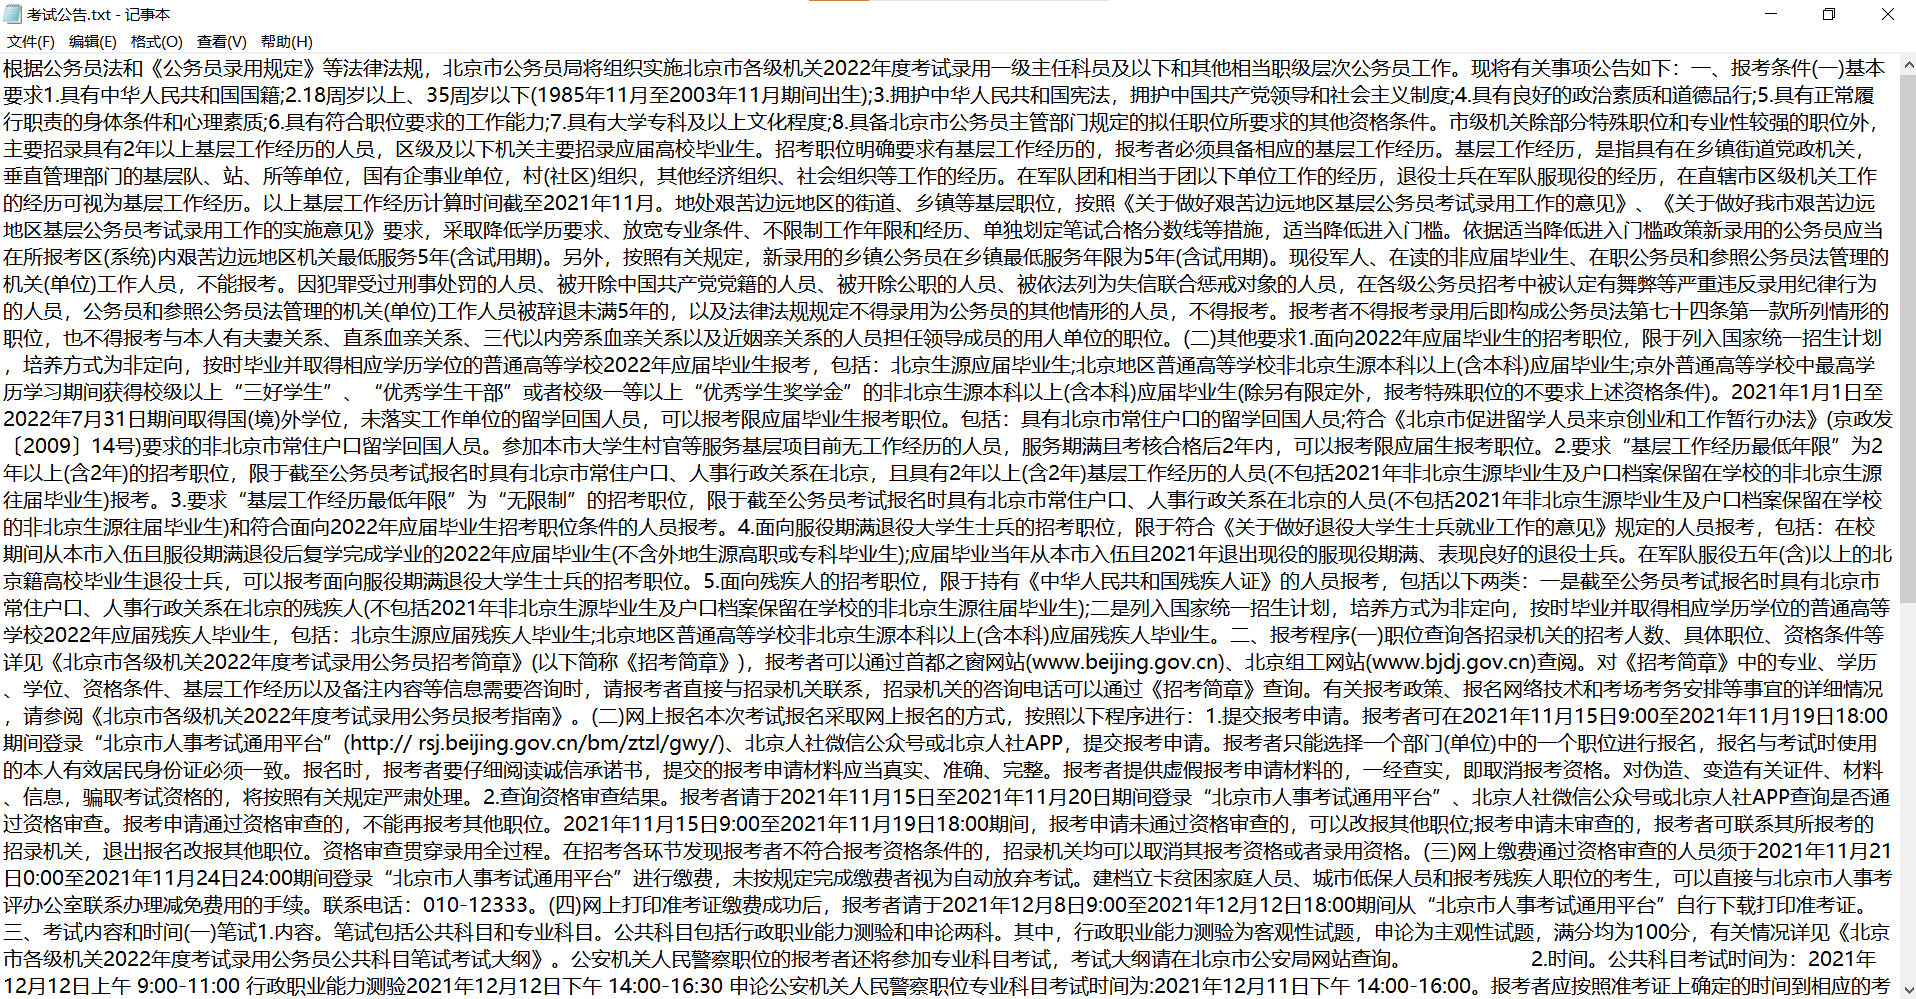 考试公告.txt - 记事本
文件(F) 编辑(E) 格式(O) 查看(V) 帮助(H)
根据公务员法和《公务员录用规定》等法律法规，北京市公务员局将组织实施北京市各级机关2022年度考试录用一级主任科员及以下和其他相当职级层次公务员工作。现将有关事项公告如下：一、报考条件(一)基本
要求1.具有中华人民共和国国籍;2.18周岁以上、35周岁以下(1985年11月至2003年11月期间出生);3.拥护中华人民共和国宪法，拥护中国共产党领导和社会主义制度;4.具有良好的政治素质和道德品行;5.具有正常履
行职责的身体条件和心理素质;6.具有符合职位要求的工作能力;7.具有大学专科及以上文化程度;8.具备北京市公务员主管部门规定的拟任职位所要求的其他资格条件。市级机关除部分特殊职位和专业性较强的职位外，
主要招录具有2年以上基层工作经历的人员，区级及以下机关主要招录应届高校毕业生。招考职位明确要求有基层工作经历的，报考者必须具备相应的基层工作经历。基层工作经历，是指具有在乡镇街道党政机关，
垂直管理部门的基层队、站、所等单位，国有企事业单位，村(社区)组织，其他经济组织、社会组织等工作的经历。在军队团和相当于团以下单位工作的经历，退役士兵在军队服现役的经历，在直辖市区级机关工作
的经历可视为基层工作经历。以上基层工作经历计算时间截至2021年11月。地处艰苦边远地区的街道、乡镇等基层职位，按照《关于做好艰苦边远地区基层公务员考试录用工作的意见》、《关于做好我市艰苦边远
地区基层公务员考试录用工作的实施意见》要求，采取降低学历要求、放宽专业条件、不限制工作年限和经历、单独划定笔试合格分数线等措施，适当降低进入门槛。依据适当降低进入门槛政策新录用的公务员应当
在所报考区(系统)内艰苦边远地区机关最低服务5年(含试用期)。另外，按照有关规定，新录用的乡镇公务员在乡镇最低服务年限为5年(含试用期)。现役军人、在读的非应届毕业生、在职公务员和参照公务员法管理的
机关(单位)工作人员，不能报考。因犯罪受过刑事处罚的人员、被开除中国共产党党籍的人员、被开除公职的人员、被依法列为失信联合惩戒对象的人员，在各级公务员招考中被认定有舞弊等严重违反录用纪律行为
的人员，公务员和参照公务员法管理的机关(单位)工作人员被辞退未满5年的，以及法律法规规定不得录用为公务员的其他情形的人员，不得报考。报考者不得报考录用后即构成公务员法第七十四条第一款所列情形的
职位，也不得报考与本人有夫妻关系、直系血亲关系、三代以内旁系血亲关系以及近姻亲关系的人员担任领导成员的用人单位的职位。(二)其他要求1.面向2022年应届毕业生的招考职位，限于列入国家统一招生计划
，培养方式为非定向，按时毕业并取得相应学历学位的普通高等学校2022年应届毕业生报考，包括：北京生源应届毕业生;北京地区普通高等学校非北京生源本科以上(含本科)应届毕业生;京外普通高等学校中最高学
历学习期间获得校级以上“三好学生”、 “优秀学生干部”或者校级一等以上“优秀学生奖学金”的非北京生源本科以上(含本科)应届毕业生(除另有限定外，报考特殊职位的不要求上述资格条件)。2021年1月1日至
2022年7月31日期间取得国(境)外学位，未落实工作单位的留学回国人员，可以报考限应届毕业生报考职位。包括：具有北京市常住户口的留学回国人员;符合《北京市促进留学人员来京创业和工作暂行办法》(京政发
〔2009〕14号)要求的非北京市常住户口留学回国人员。参加本市大学生村官等服务基层项目前无工作经历的人员，服务期满且考核合格后2年内，可以报考限应届生报考职位。2.要求“基层工作经历最低年限”为2
年以上(含2年)的招考职位，限于截至公务员考试报名时具有北京市常住户口、人事行政关系在北京，且具有2年以上(含2年)基层工作经历的人员(不包括2021年非北京生源毕业生及户口档案保留在学校的非北京生源
往届毕业生)报考。3.要求“基层工作经历最低年限”为“无限制”的招考职位，限于截至公务员考试报名时具有北京市常住户口、人事行政关系在北京的人员(不包括2021年非北京生源毕业生及户口档案保留在学校
的非北京生源往届毕业生)和符合面向2022年应届毕业生招考职位条件的人员报考。4.面向服役期满退役大学生士兵的招考职位，限于符合《关于做好退役大学生士兵就业工作的意见》规定的人员报考，包括：在校
期间从本市入伍且服役期满退役后复学完成学业的2022年应届毕业生(不含外地生源高职或专科毕业生);应届毕业当年从本市入伍且2021年退出现役的服现役期满、表现良好的退役士兵。在军队服役五年(含)以上的北
京籍高校毕业生退役士兵，可以报考面向服役期满退役大学生士兵的招考职位。5.面向残疾人的招考职位，限于持有《中华人民共和国残疾人证》的人员报考，包括以下两类：一是截至公务员考试报名时具有北京市
常住户口、人事行政关系在北京的残疾人(不包括2021年非北京生源毕业生及户口档案保留在学校的非北京生源往届毕业生);二是列入国家统一招生计划，培养方式为非定向，按时毕业并取得相应学历学位的普通高等
学校2022年应届残疾人毕业生，包括：北京生源应届残疾人毕业生;北京地区普通高等学校非北京生源本科以上(含本科)应届残疾人毕业生。二、报考程序(一)职位查询各招录机关的招考人数、具体职位、资格条件等
详见《北京市各级机关2022年度考试录用公务员招考简章》(以下简称《招考简章》)，报考者可以通过首都之窗网站(www.beijing.gov.cn)、北京组工网站(www.bjdj.gov.cn)查阅。对《招考简章》中的专业、学历
、学位、资格条件、基层工作经历以及备注内容等信息需要咨询时，请报考者直接与招录机关联系，招录机关的咨询电话可以通过《招考简章》查询。有关报考政策、报名网络技术和考场考务安排等事宜的详细情况
，请参阅《北京市各级机关2022年度考试录用公务员报考指南》。(二)网上报名本次考试报名采取网上报名的方式，按照以下程序进行：1.提交报考申请。报考者可在2021年11月15日9:00至2021年11月19日18:00
期间登录“北京市人事考试通用平台”(http:// rsj.beijing.gov.cn/bm/ztzl/gwy/)、北京人社微信公众号或北京人社APP，提交报考申请。报考者只能选择一个部门(单位)中的一个职位进行报名，报名与考试时使用
的本人有效居民身份证必须一致。报名时，报考者要仔细阅读诚信承诺书，提交的报考申请材料应当真实、准确、完整。报考者提供虚假报考申请材料的，一经查实，即取消报考资格。对伪造、变造有关证件、材料
、信息，骗取考试资格的，将按照有关规定严肃处理。2.查询资格审查结果。报考者请于2021年11月15日至2021年11月20日期间登录“北京市人事考试通用平台”、北京人社微信公众号或北京人社APP查询是否通
过资格审查。报考申请通过资格审查的，不能再报考其他职位。2021年11月15日9:00至2021年11月19日18:00期间，报考申请未通过资格审查的，可以改报其他职位;报考申请未审查的，报考者可联系其所报考的
招录机关，退出报名改报其他职位。资格审查贯穿录用全过程。在招考各环节发现报考者不符合报考资格条件的，招录机关均可以取消其报考资格或者录用资格。(三)网上缴费通过资格审查的人员须于2021年11月21
日0:00至2021年11月24日24:00期间登录“北京市人事考试通用平台”进行缴费，未按规定完成缴费者视为自动放弃考试。建档立卡贫困家庭人员、城市低保人员和报考残疾人职位的考生，可以直接与北京市人事考
评办公室联系办理减免费用的手续。联系电话：010-12333。(四)网上打印准考证缴费成功后，报考者请于2021年12月8日9:00至2021年12月12日18:00期间从“北京市人事考试通用平台”自行下载打印准考证。
三、考试内容和时间(一)笔试1.内容。笔试包括公共科目和专业科目。公共科目包括行政职业能力测验和申论两科。其中，行政职业能力测验为客观性试题，申论为主观性试题，满分均为100分，有关情况详见《北京
市各级机关2022年度考试录用公务员公共科目笔试考试大纲》。公安机关人民警察职位的报考者还将参加专业科目考试，考试大纲请在北京市公安局网站查询。 2.时间。公共科目考试时间为：2021年
12月12日上午 9:00-11:00 行政职业能力测验2021年12月12日下午 14:00-16:30 申论公安机关人民警察职位专业科目考试时间为:2021年12月11日下午 14:00-16:00。报考者应按照准考证上确定的时间到相应的考